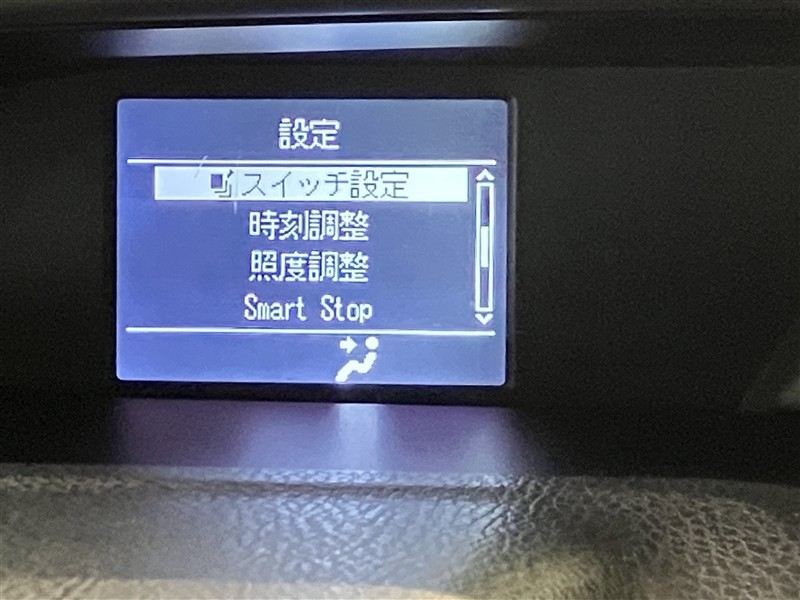 設定
スイッチ設定
時刻調整
照度調整
Smart Stop